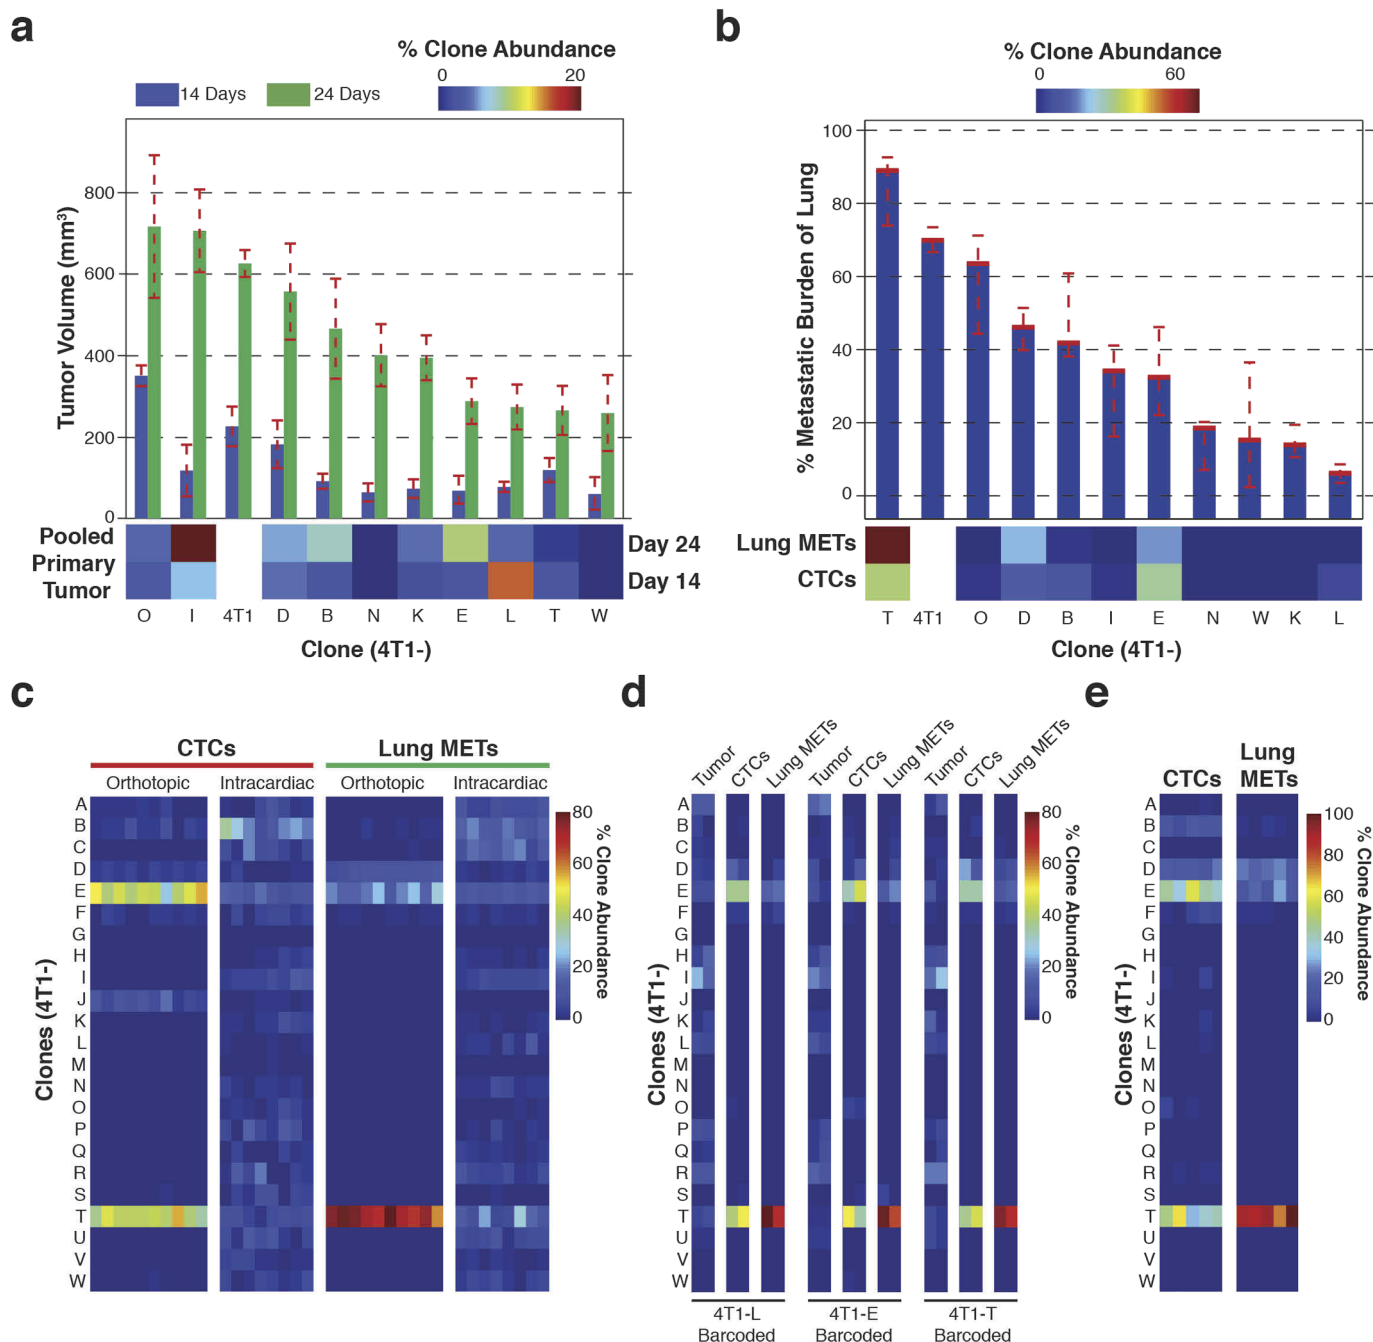 a
% Clone Abundance
0 20
14 Days 24 Days
Tumor Volume (mm³)
800
600
400
200
0
Pooled
Primary
Tumor
Day 24
Day 14
O I 4T1 D B N K E L T W
Clone (4T1-)
b
% Clone Abundance
0 60
% Metastatic Burden of Lung
100
80
60
40
20
0
Lung METs
CTCs
T 4T1 O D B I E N W K L
Clone (4T1-)
c
CTCs Lung METs
Orthotopic Intracardiac Orthotopic Intracardiac
Clones (4T1-)
A
B
C
D
E
F
G
H
I
J
K
L
M
N
O
P
Q
R
S
T
U
V
W
80
60
40
20
0
% Clone Abundance
d
Tumor CTCs Lung METs Tumor CTCs Lung METs Tumor CTCs Lung METs
Clones (4T1-)
A
B
C
D
E
F
G
H
I
J
K
L
M
N
O
P
Q
R
S
T
U
V
W
4T1-L 4T1-E 4T1-T
Barcoded Barcoded Barcoded
80
60
40
20
0
% Clone Abundance
e
CTCs Lung
METs
Clones (4T1-)
A
B
C
D
E
F
G
H
I
J
K
L
M
N
O
P
Q
R
S
T
U
V
W
100
80
60
40
20
0
% Clone Abundance